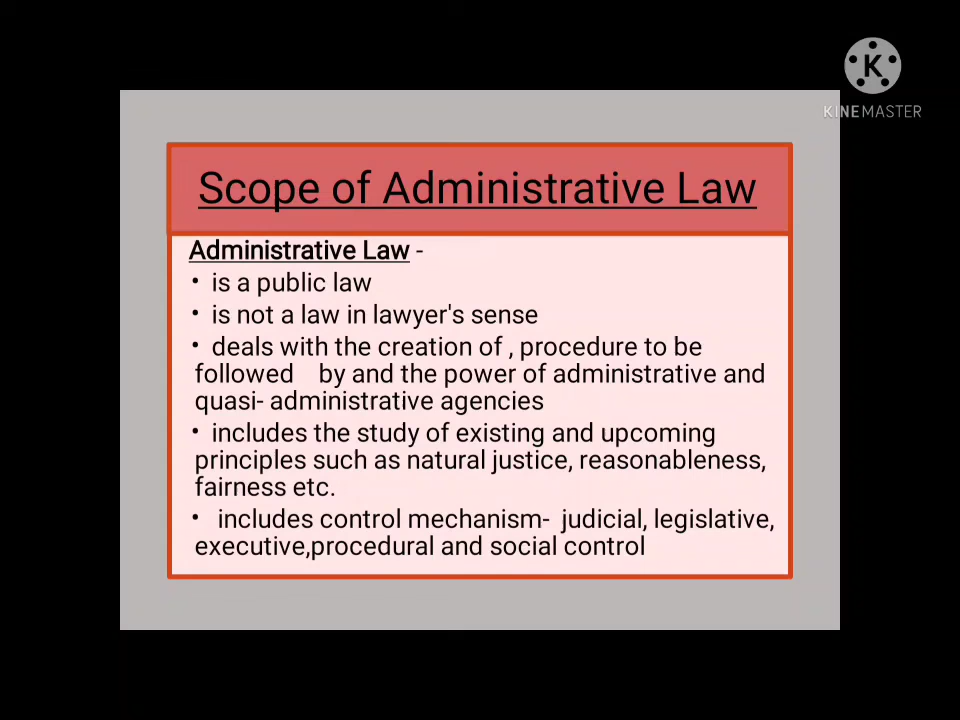 K
KINEMASTER
Scope of Administrative Law
Administrative Law -
• is a public law
• is not a law in lawyer's sense
• deals with the creation of , procedure to be
followed by and the power of administrative and
quasi- administrative agencies
• includes the study of existing and upcoming
principles such as natural justice, reasonableness,
fairness etc.
• includes control mechanism- judicial, legislative,
executive,procedural and social control